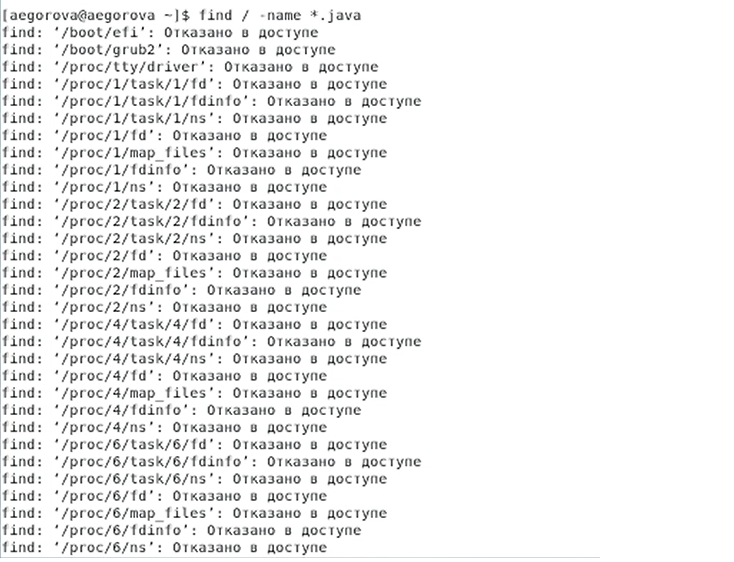 [aegorova@aegorova ~]$ find / -name *.java
find: ‘/boot/efi’: Отказано в доступе
find: ‘/boot/grub2’: Отказано в доступе
find: ‘/proc/tty/driver’: Отказано в доступе
find: ‘/proc/1/task/1/fd’: Отказано в доступе
find: ‘/proc/1/task/1/fdinfo’: Отказано в доступе
find: ‘/proc/1/task/1/ns’: Отказано в доступе
find: ‘/proc/1/fd’: Отказано в доступе
find: ‘/proc/1/map_files’: Отказано в доступе
find: ‘/proc/1/fdinfo’: Отказано в доступе
find: ‘/proc/1/ns’: Отказано в доступе
find: ‘/proc/2/task/2/fd’: Отказано в доступе
find: ‘/proc/2/task/2/fdinfo’: Отказано в доступе
find: ‘/proc/2/task/2/ns’: Отказано в доступе
find: ‘/proc/2/fd’: Отказано в доступе
find: ‘/proc/2/map_files’: Отказано в доступе
find: ‘/proc/2/fdinfo’: Отказано в доступе
find: ‘/proc/2/ns’: Отказано в доступе
find: ‘/proc/4/task/4/fd’: Отказано в доступе
find: ‘/proc/4/task/4/fdinfo’: Отказано в доступе
find: ‘/proc/4/task/4/ns’: Отказано в доступе
find: ‘/proc/4/fd’: Отказано в доступе
find: ‘/proc/4/map_files’: Отказано в доступе
find: ‘/proc/4/fdinfo’: Отказано в доступе
find: ‘/proc/4/ns’: Отказано в доступе
find: ‘/proc/6/task/6/fd’: Отказано в доступе
find: ‘/proc/6/task/6/fdinfo’: Отказано в доступе
find: ‘/proc/6/task/6/ns’: Отказано в доступе
find: ‘/proc/6/fd’: Отказано в доступе
find: ‘/proc/6/map_files’: Отказано в доступе
find: ‘/proc/6/fdinfo’: Отказано в доступе
find: ‘/proc/6/ns’: Отказано в доступе